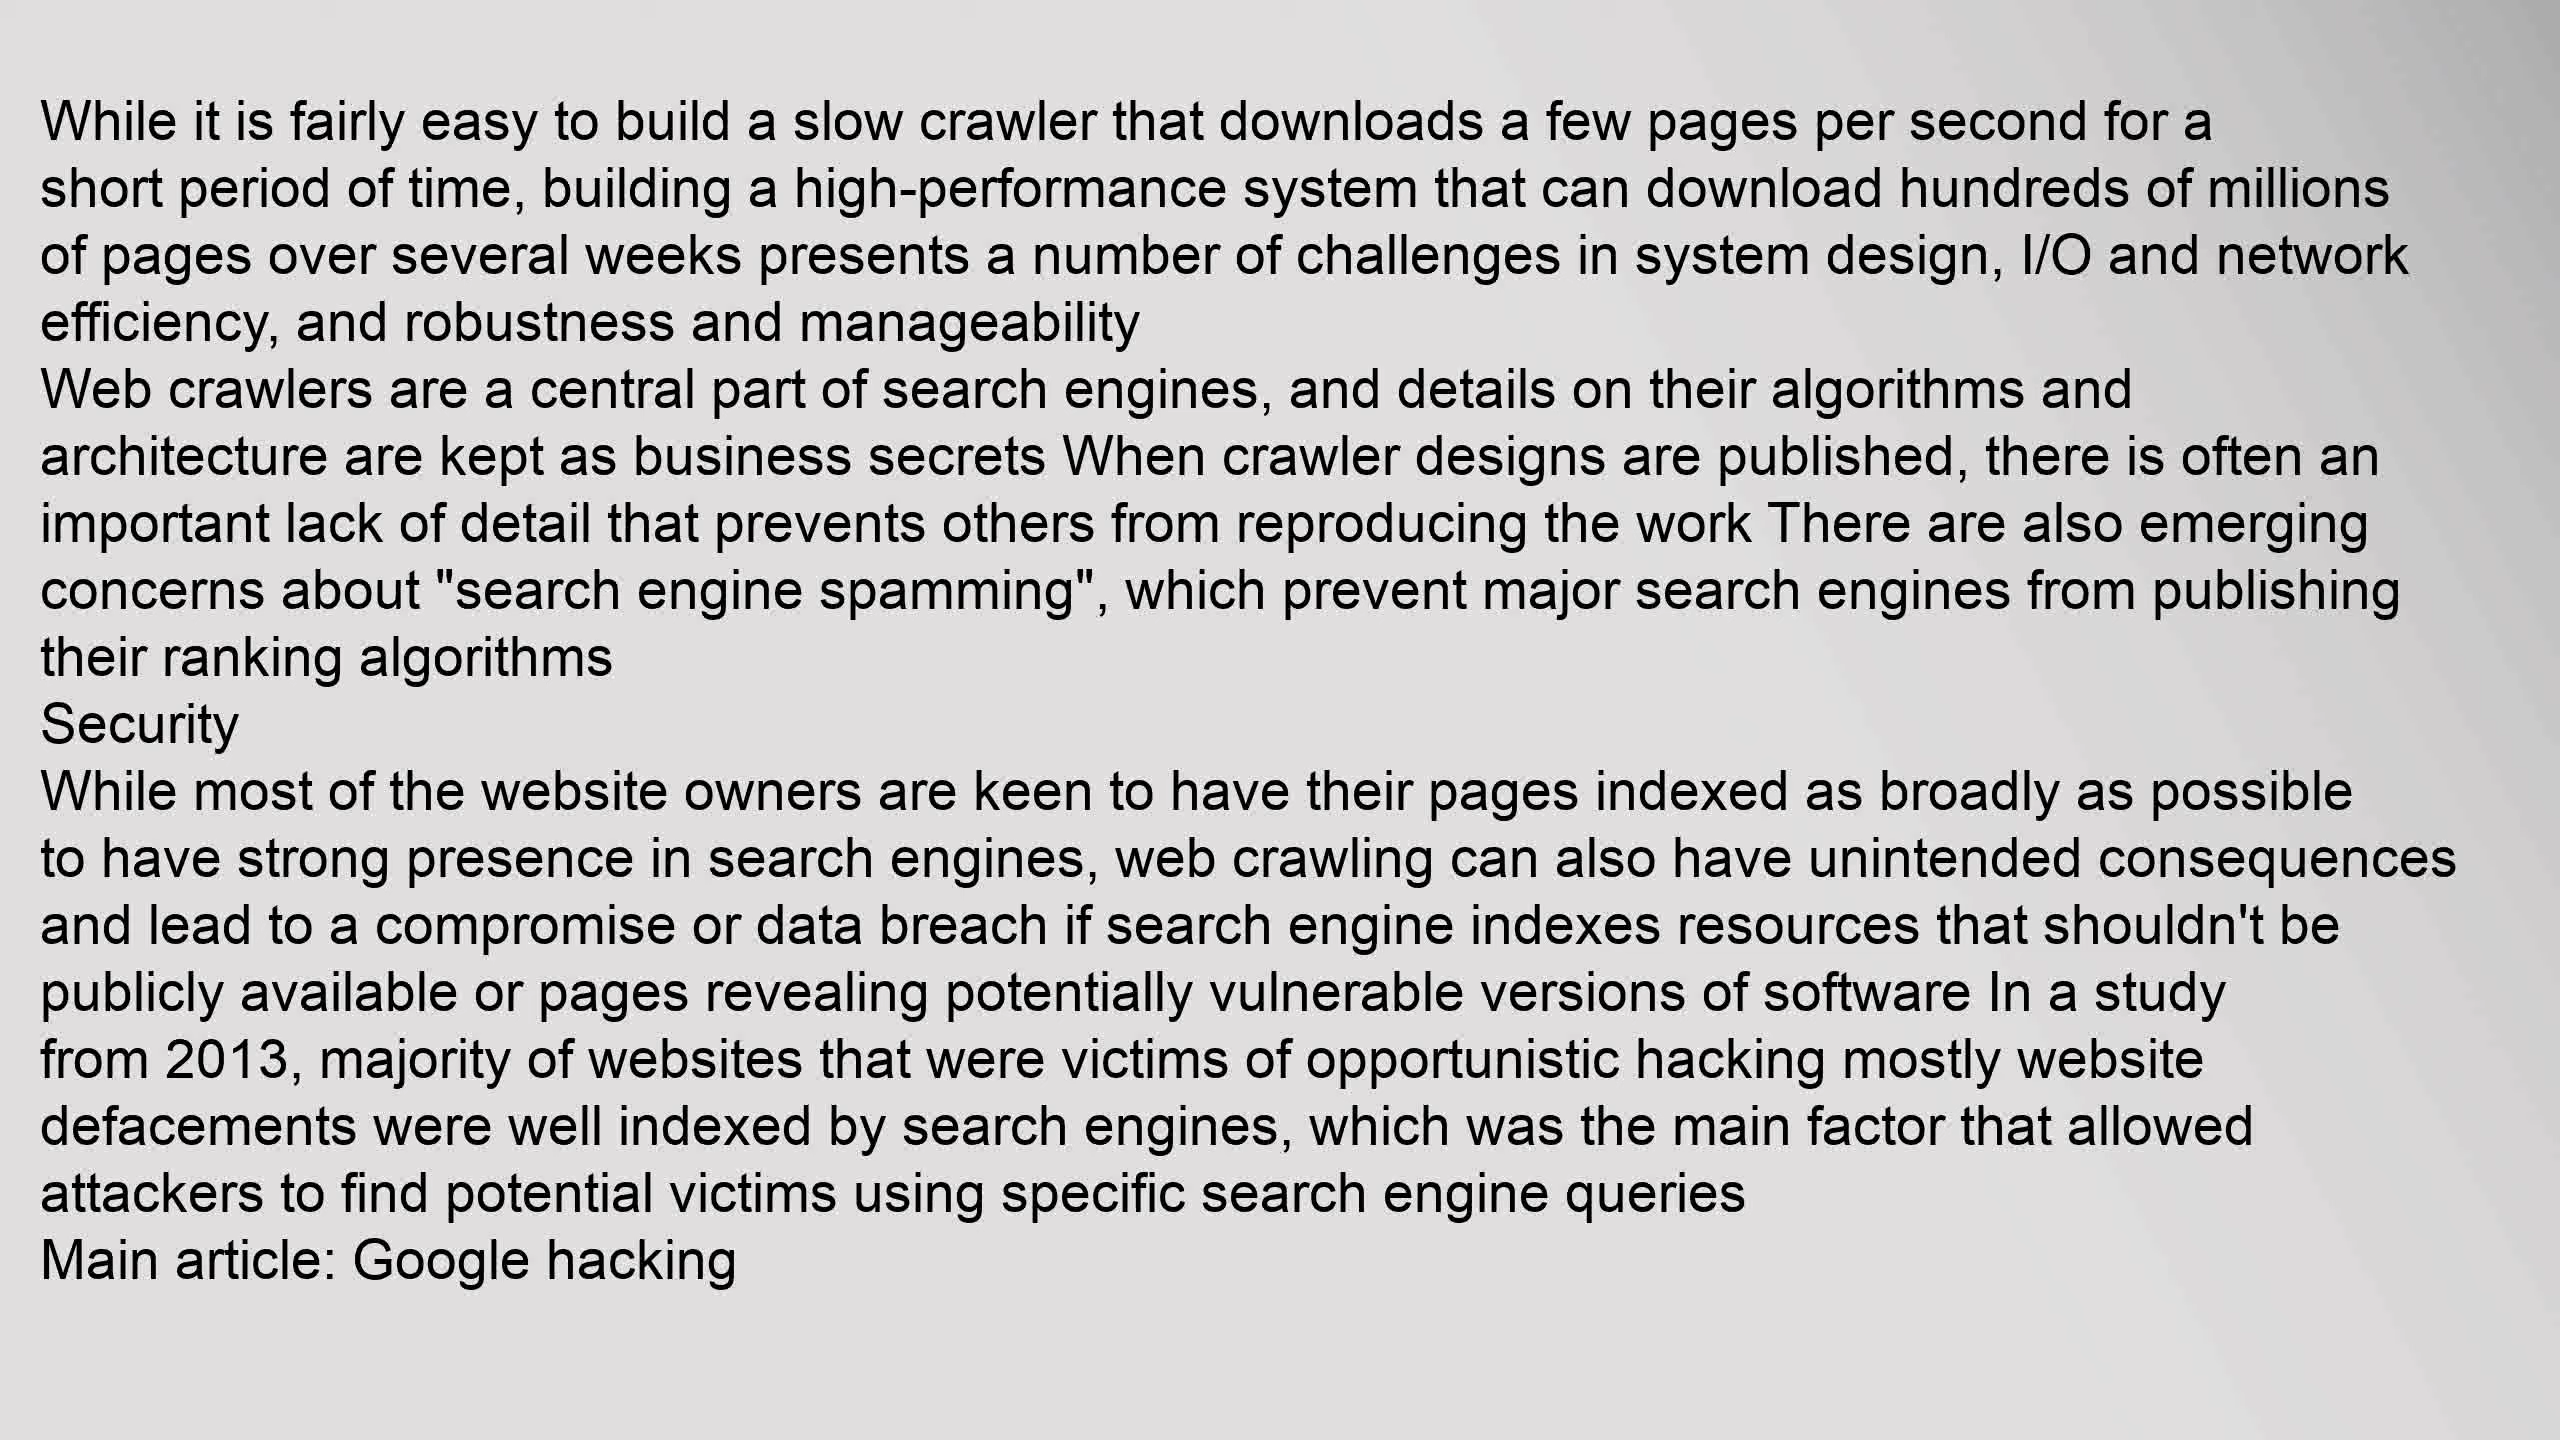 While it is fairly easy to build a slow crawler that downloads a few pages per second for a
short period of time, building a high-performance system that can download hundreds of millions
of pages over several weeks presents a number of challenges in system design, I/O and network
efficiency, and robustness and manageability
Web crawlers are a central part of search engines, and details on their algorithms and
architecture are kept as business secrets When crawler designs are published, there is often an
important lack of detail that prevents others from reproducing the work There are also emerging
concerns about "search engine spamming", which prevent major search engines from publishing
their ranking algorithms
Security
While most of the website owners are keen to have their pages indexed as broadly as possible
to have strong presence in search engines, web crawling can also have unintended consequences
and lead to a compromise or data breach if search engine indexes resources that shouldn't be
publicly available or pages revealing potentially vulnerable versions of software In a study
from 2013, majority of websites that were victims of opportunistic hacking mostly website
defacements were well indexed by search engines, which was the main factor that allowed
attackers to find potential victims using specific search engine queries
Main article: Google hacking